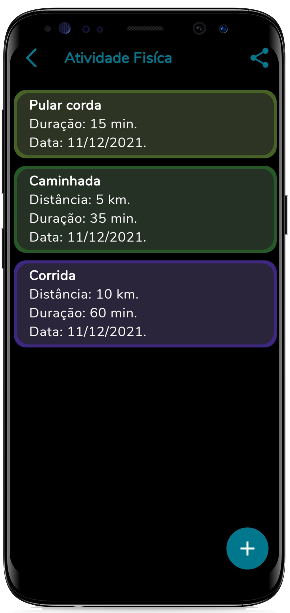 Atividade Fisíca
Pular corda
Duração: 15 min.
Data: 11/12/2021.
Caminhada
Distância: 5 km.
Duração: 35 min.
Data: 11/12/2021.
Corrida
Distância: 10 km.
Duração: 60 min.
Data: 11/12/2021.